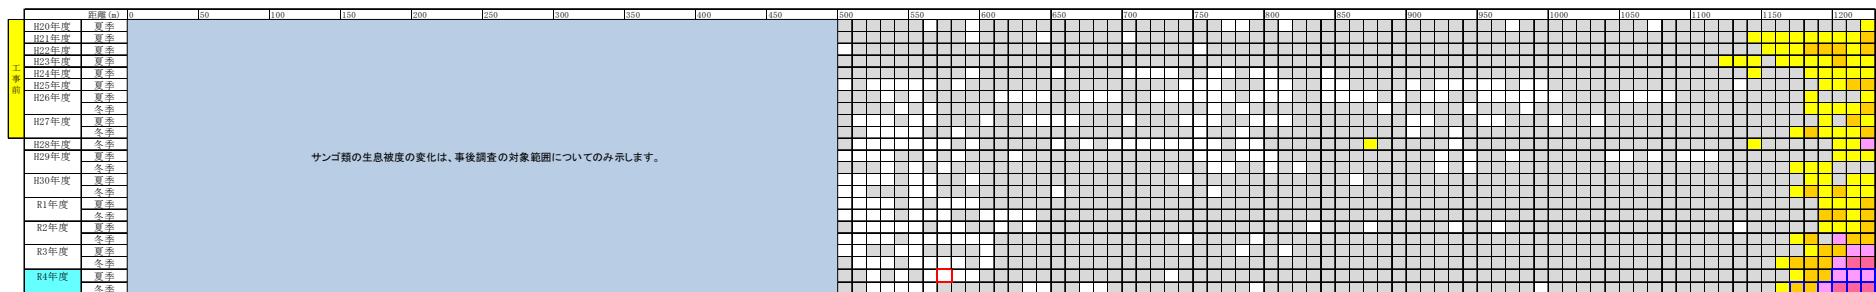 距離(m) 0 50 100 150 200 250 300 350 400 450 500 550 600 650 700 750 800 850 900 950 1000 1050 1100 1150 1200
工事前
H20年度 夏季
H21年度 夏季
H22年度 夏季
H23年度 夏季
H24年度 夏季
H25年度 夏季
H26年度 夏季
冬季
H27年度 夏季
冬季
H28年度 冬季
H29年度 夏季
サンゴ類の生息被度の変化は、事後調査の対象範囲についてのみ示します。
冬季
H30年度 夏季
冬季
R1年度 夏季
冬季
R2年度 夏季
冬季
R3年度 夏季
冬季
R4年度 夏季
冬季